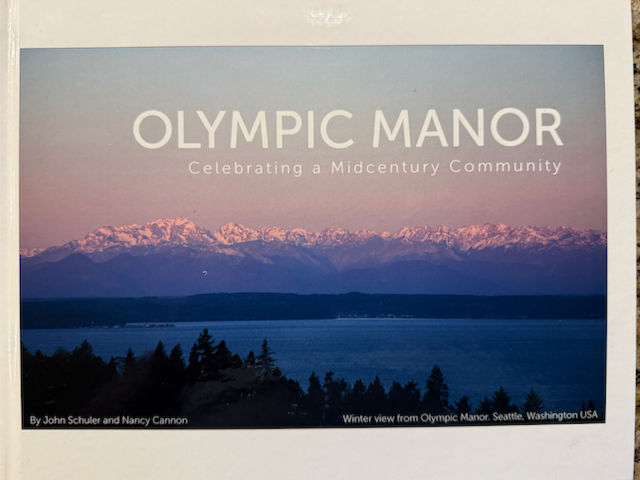 OLYMPIC MANOR
Celebrating a Midcentury Community
By John Schuler and Nancy Cannon
Winter view from Olympic Manor. Seattle, Washington USA